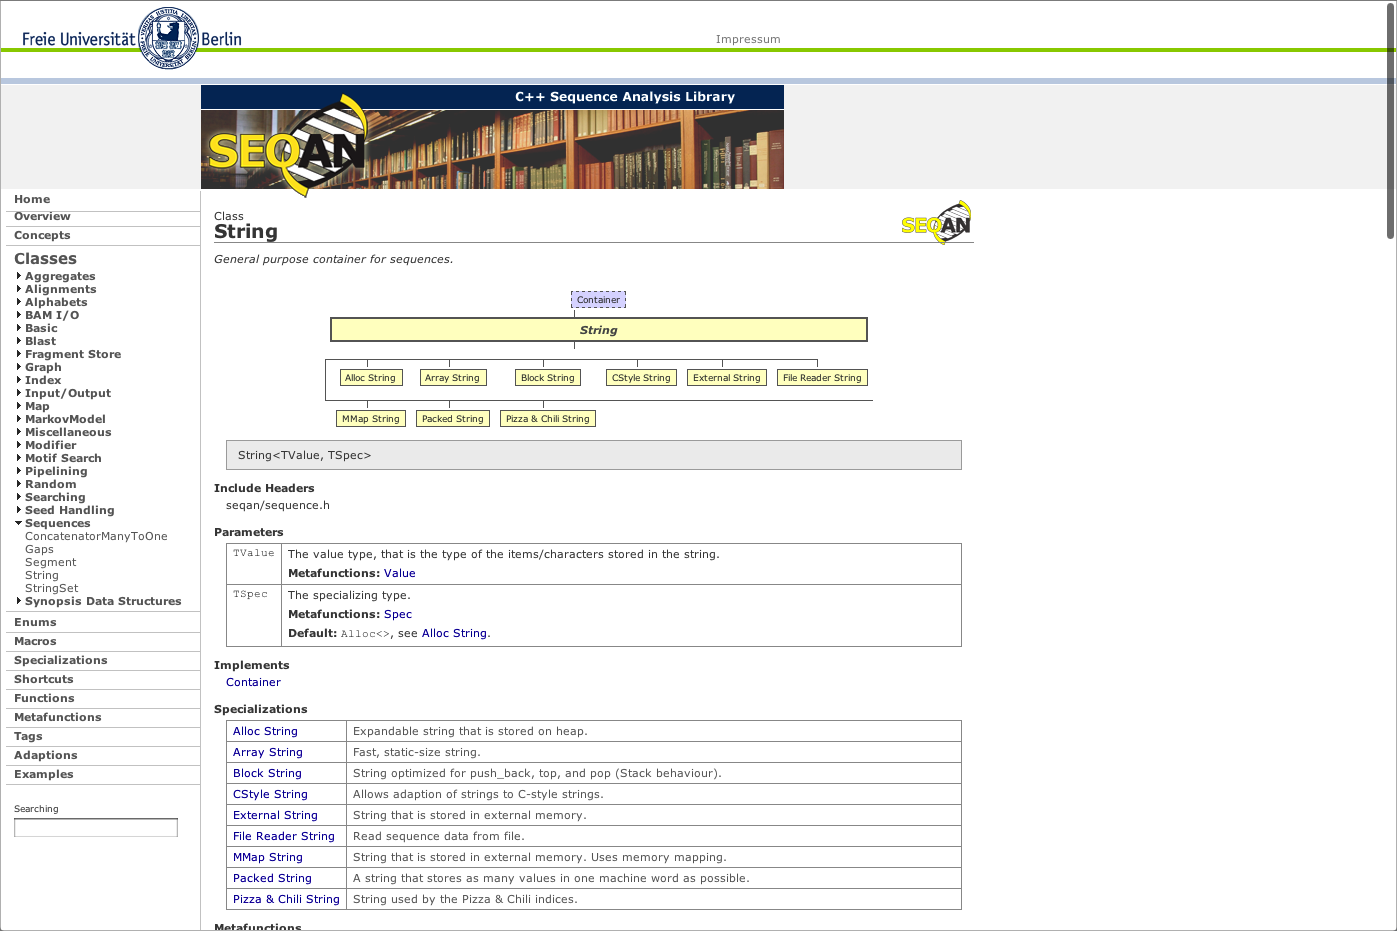 Freie Universität Berlin
Impressum
C++ Sequence Analysis Library
SEQAN
Home
Overview
Concepts
Classes
Aggregates
Alignments
Alphabets
BAM I/O
Basic
Blast
Fragment Store
Graph
Index
Input/Output
Map
MarkovModel
Miscellaneous
Modifier
Motif Search
Pipelining
Random
Searching
Seed Handling
Sequences
ConcatenatorManyToOne
Gaps
Segment
String
StringSet
Synopsis Data Structures
Enums
Macros
Specializations
Shortcuts
Functions
Metafunctions
Tags
Adaptions
Examples
Searching
Class
String
SEQAN
General purpose container for sequences.
Container
String
Alloc String Array String Block String CStyle String External String File Reader String
MMap String Packed String Pizza & Chili String
String<TValue, TSpec>
Include Headers
seqan/sequence.h
Parameters
TValue The value type, that is the type of the items/characters stored in the string.
Metafunctions: Value
TSpec The specializing type.
Metafunctions: Spec
Default: Alloc<>, see Alloc String.
Implements
Container
Specializations
Alloc String Expandable string that is stored on heap.
Array String Fast, static-size string.
Block String String optimized for push_back, top, and pop (Stack behaviour).
CStyle String Allows adaption of strings to C-style strings.
External String String that is stored in external memory.
File Reader String Read sequence data from file.
MMap String String that is stored in external memory. Uses memory mapping.
Packed String A string that stores as many values in one machine word as possible.
Pizza & Chili String String used by the Pizza & Chili indices.
Metafunctions